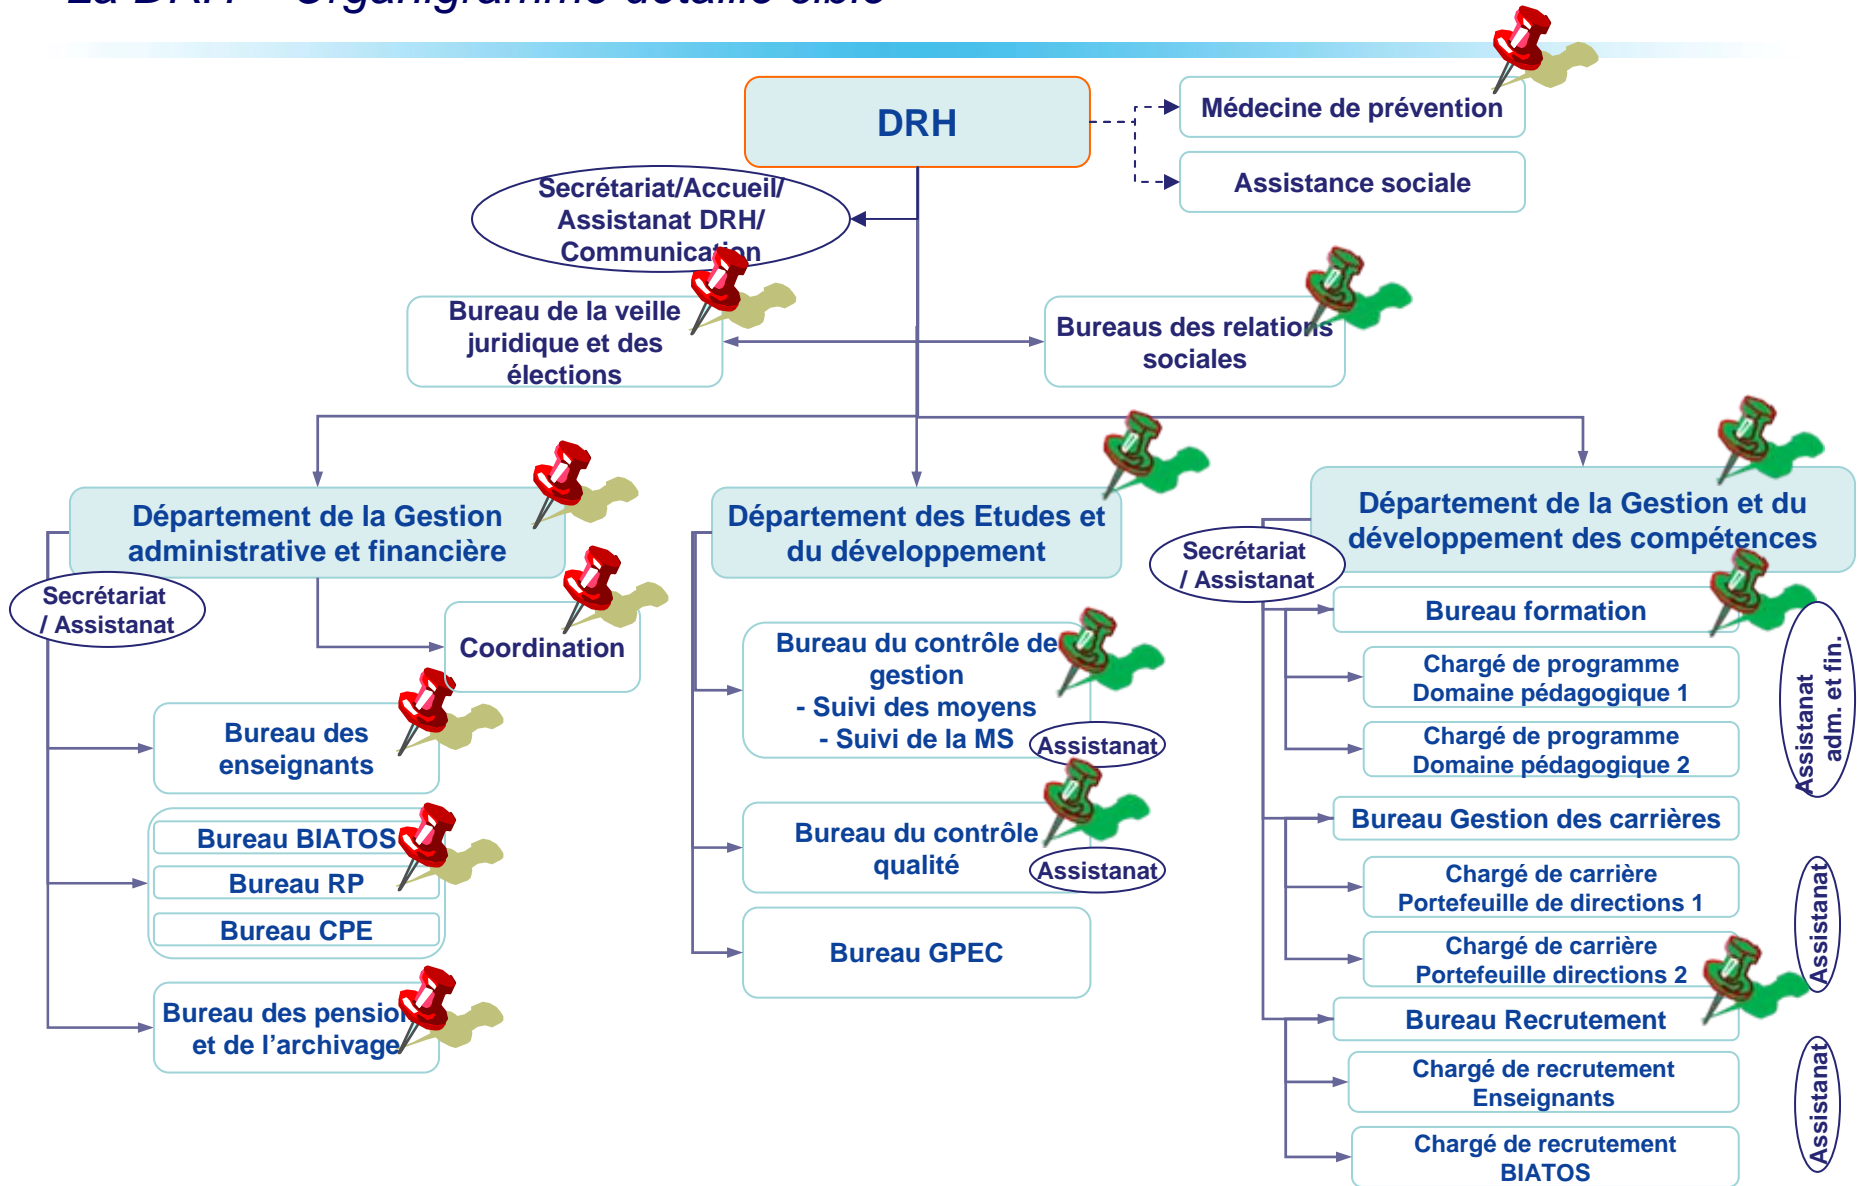 DRH
Médecine de prévention
Assistance sociale
Secrétariat/Accueil/
Assistanat DRH/
Communication
Bureau de la veille
juridique et des
élections
Bureaus des relations
sociales
Département de la Gestion
administrative et financière
Secrétariat
/ Assistanat
Coordination
Bureau des
enseignants
Bureau BIATOS
Bureau RP
Bureau CPE
Bureau des pensio
et de l'archivage
Département des Etudes et
du développement
Bureau du contrôle de
gestion
- Suivi des moyens
- Suivi de la MS
Assistanat
Bureau du contrôle
qualité
Assistanat
Bureau GPEC
Département de la Gestion et du
développement des compétences
Secrétariat
/ Assistanat
Bureau formation
Chargé de programme
Domaine pédagogique 1
Chargé de programme
Domaine pédagogique 2
Assistanat
adm. et fin.
Bureau Gestion des carrières
Chargé de carrière
Portefeuille de directions 1
Chargé de carrière
Portefeuille directions 2
Assistanat
Bureau Recrutement
Chargé de recrutement
Enseignants
Chargé de recrutement
BIATOS
Assistanat